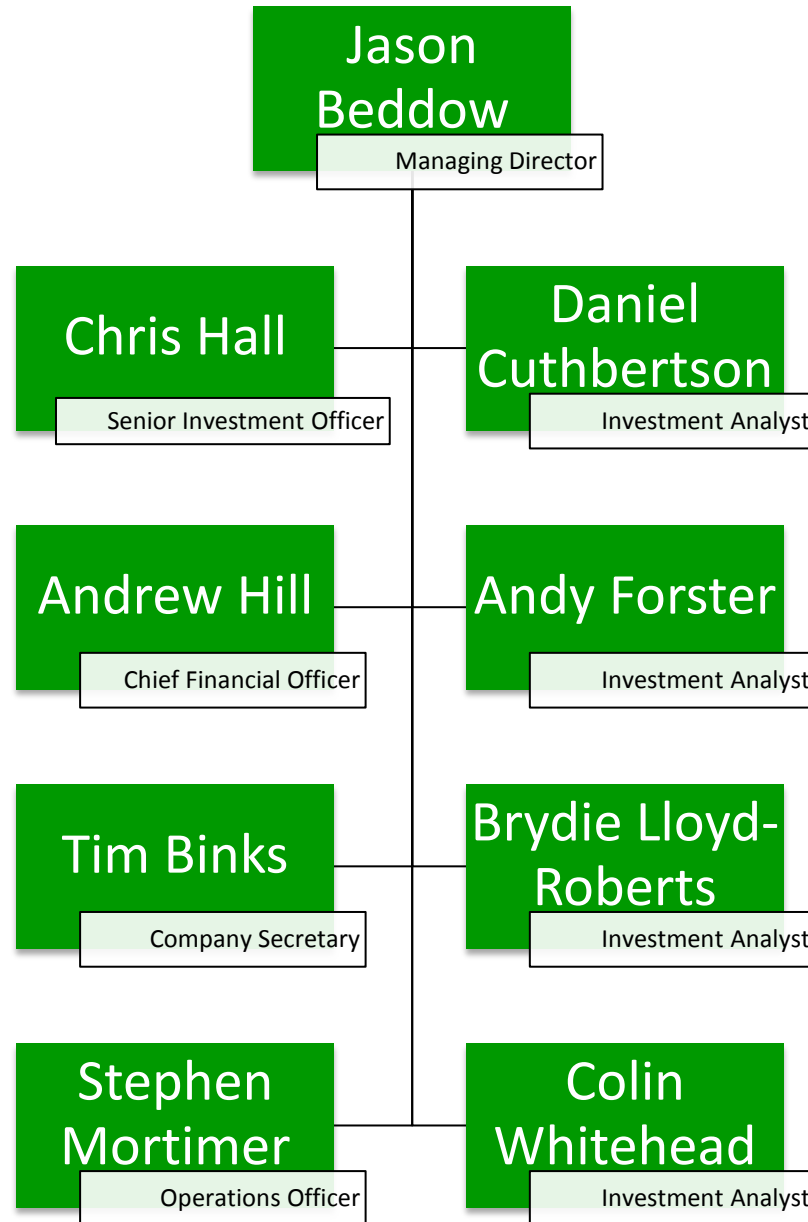 Jason
Beddow
Managing Director
Chris Hall
Senior Investment Officer
Daniel
Cuthbertson
Investment Analyst
Andrew Hill
Chief Financial Officer
Andy Forster
Investment Analyst
Tim Binks
Company Secretary
Brydie Lloyd-
Roberts
Investment Analyst
Stephen
Mortimer
Operations Officer
Colin
Whitehead
Investment Analyst